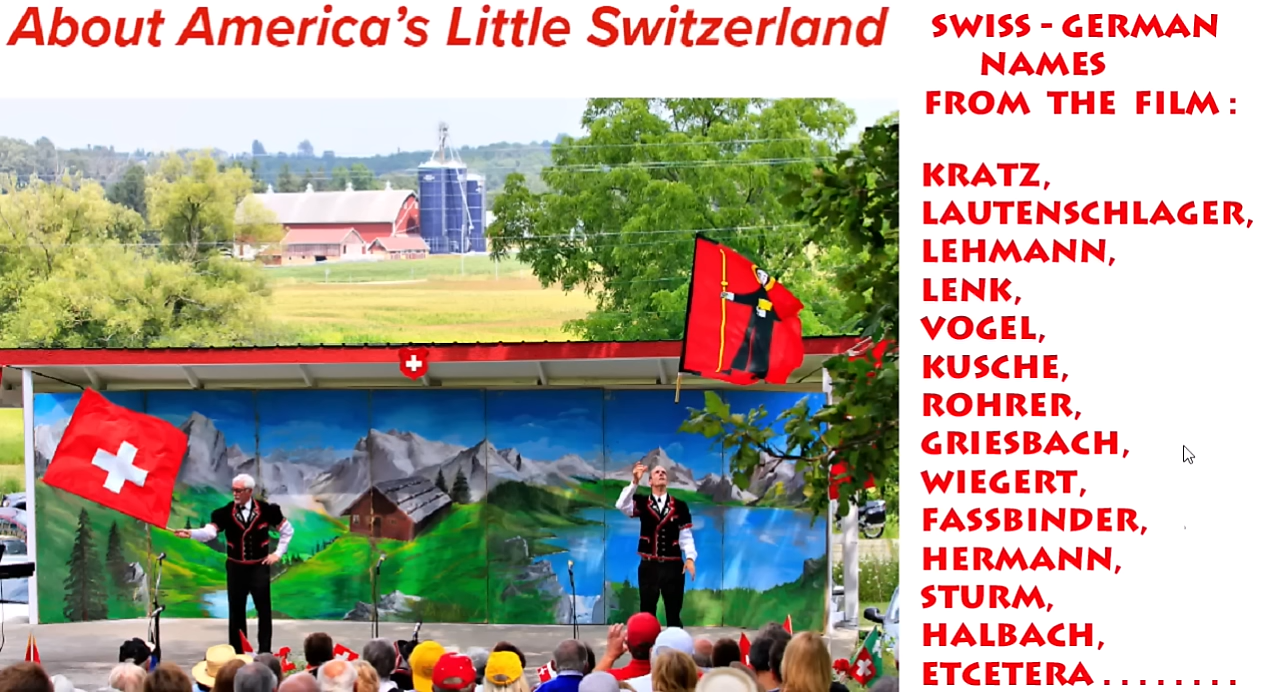 About America's Little Switzerland
SWISS - GERMAN
NAMES
FROM THE FILM :
KRATZ,
LAUTENSCHLAGER,
LEHMANN,
LENK,
VOGEL,
KUSCHE,
ROHRER,
GRIESBACH,
WIEGERT,
FASSBINDER,
HERMANN,
STURM,
HALBACH,
ETCETERA . . . . . . . .